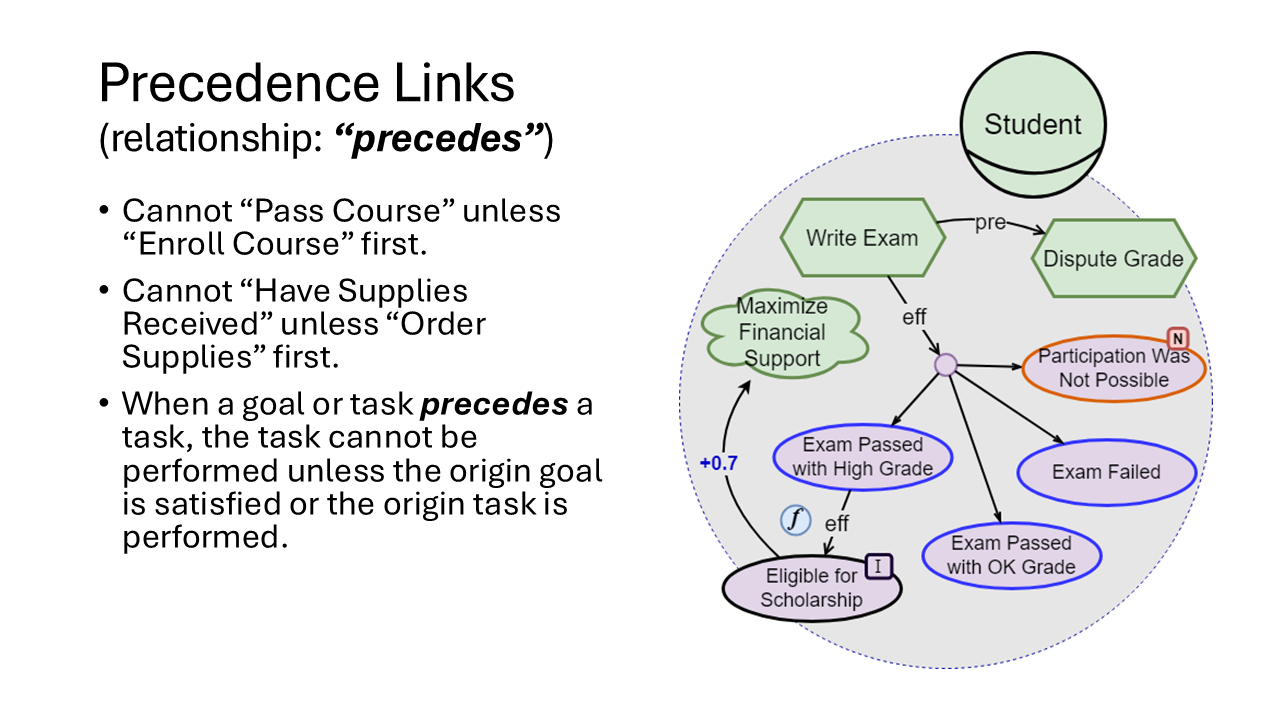 Precedence Links
(relationship: “precedes”)
• Cannot “Pass Course” unless
“Enroll Course” first.
• Cannot “Have Supplies
Received” unless “Order
Supplies” first.
• When a goal or task precedes a
task, the task cannot be
performed unless the origin goal
is satisfied or the origin task is
performed.
Student
Write Exam
pre
Dispute Grade
Maximize
Financial
Support
eff
N
Participation Was
Not Possible
Exam Passed
with High Grade
+0.7
Exam Failed
f
eff
Exam Passed
with OK Grade
I
Eligible for
Scholarship